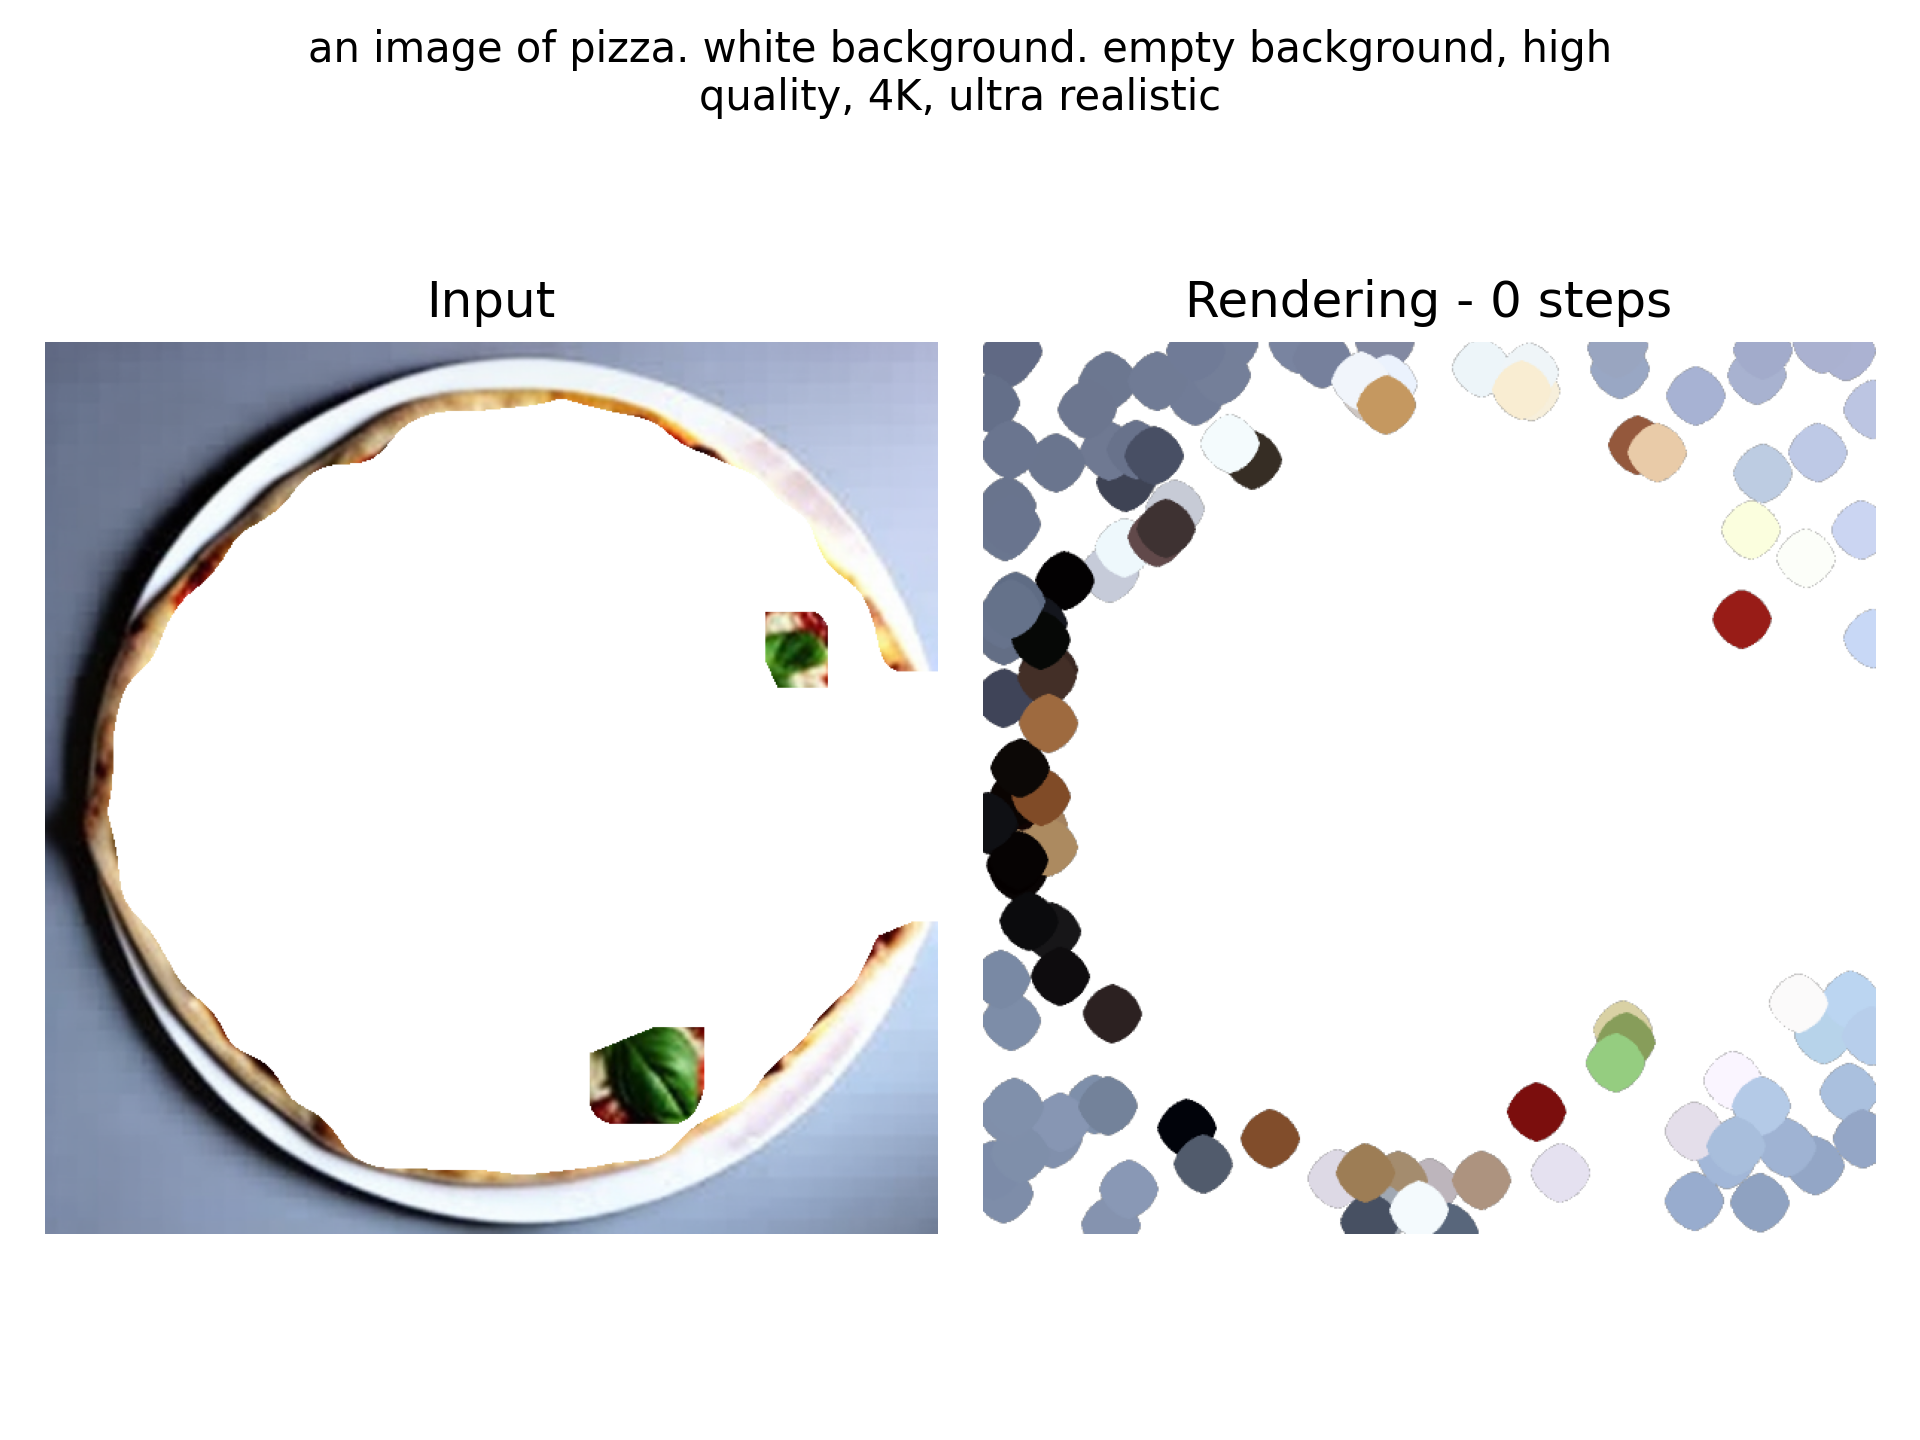 an image of pizza. white background. empty background, high
quality, 4K, ultra realistic
Input
Rendering - 0 steps